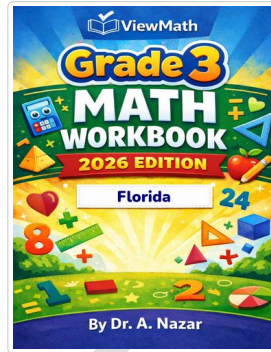 ViewMath
Grade 3
MATH
WORKBOOK
2026 EDITION
Florida
24
8
1
2
By Dr. A. Nazar